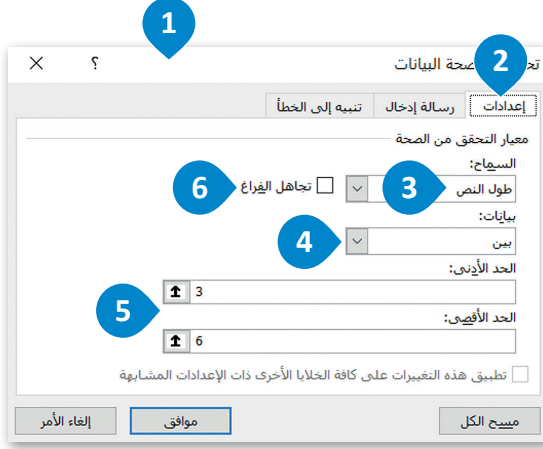 1
صحة البيانات
2
إعدادات رسالة إدخال تنبيه إلى الخطأ
معيار التحقق من الصحة
السماح:
طول النص 3 تجاهل الفراغ 6
بيانات:
بين 4
الحد الأدنى:
3
5
الحد الأقصى:
6
تطبيق هذه التغييرات على كافة الخلايا الأخرى ذات الإعدادات المشابهة
مسح الكل موافق إلغاء الأمر